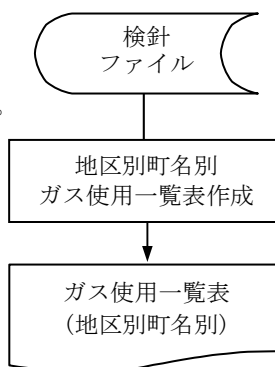 検針
ファイル
。
地区別町名別
ガス使用一覧表作成
ガス使用一覧表
（地区別町名別）